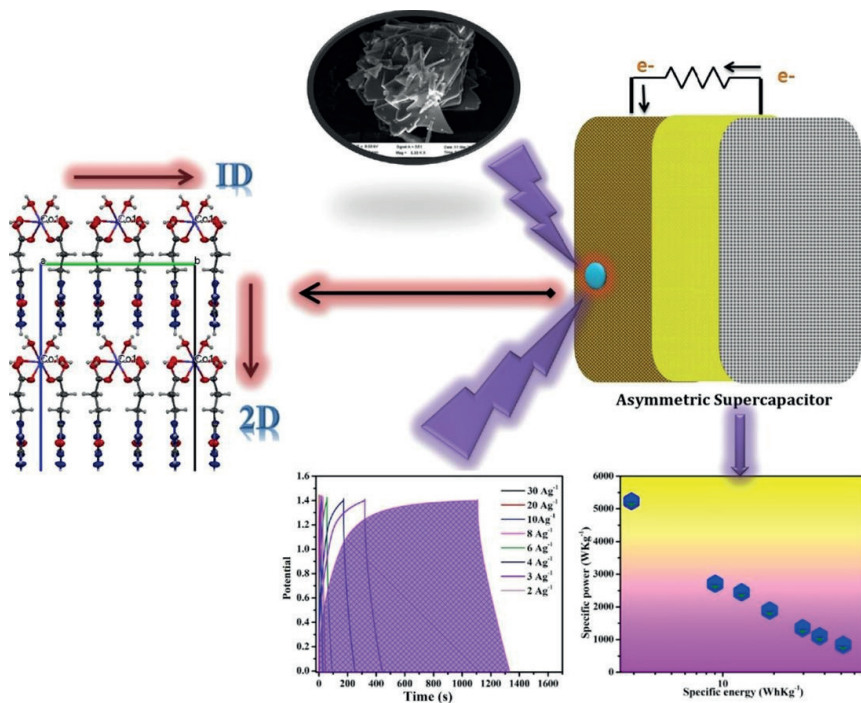 e-
e-
1D
Co1
Co1
Co1
a
b
Co1
Co1
Co1
2D
Asymmetric Supercapacitor
1.6
1.4
1.2
1.0
0.8
0.6
0.4
0.2
0.0
Potential
30 Ag-1
20 Ag-1
10Ag-1
8 Ag-1
6 Ag-1
4 Ag-1
3 Ag-1
2 Ag-1
0 200 400 600 800 1000 1200 1400 1600
Time (s)
6000
5000
4000
3000
2000
1000
0
Specific power (WKg-1)
10
Specific energy (WhKg-1)